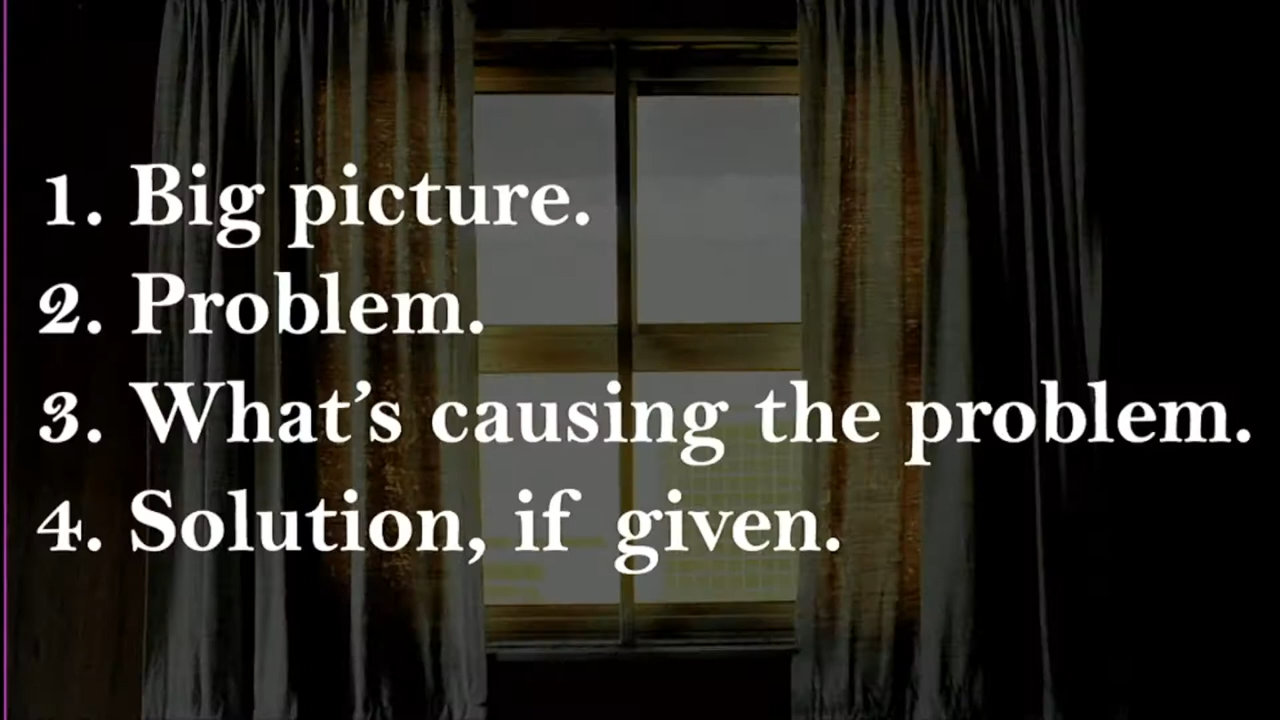 1. Big picture.
2. Problem.
3. What’s causing the problem.
4. Solution, if given.